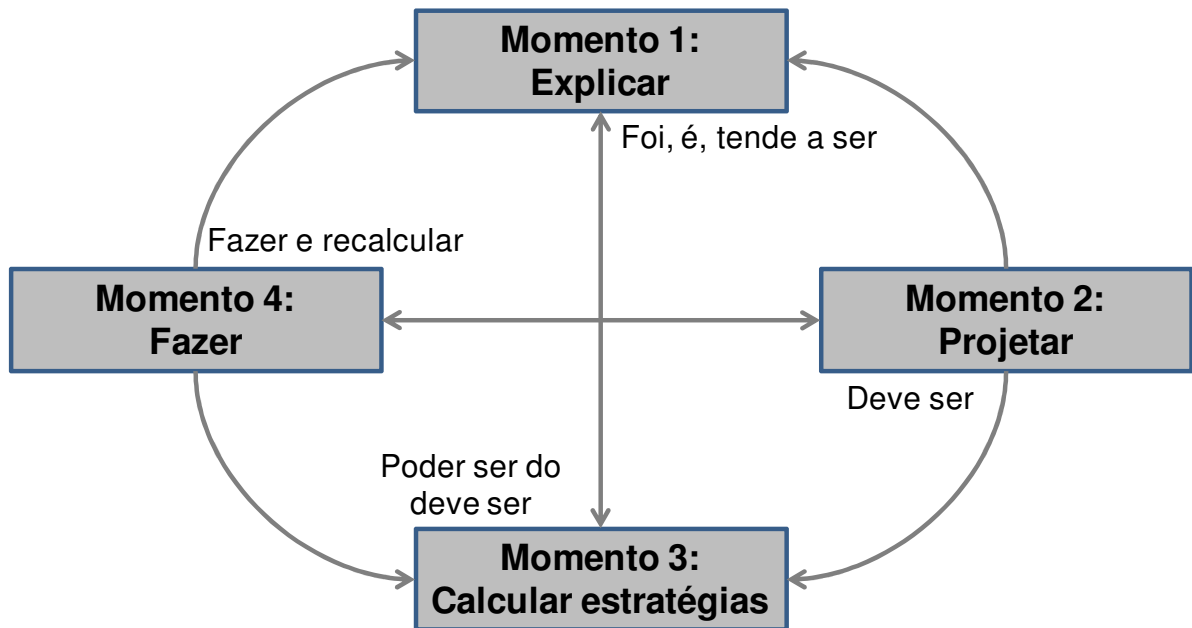 Momento 1:
Explicar
Foi, é, tende a ser
Fazer e recalcular
Momento 4:
Fazer
Momento 2:
Projetar
Deve ser
Poder ser do
deve ser
Momento 3:
Calcular estratégias